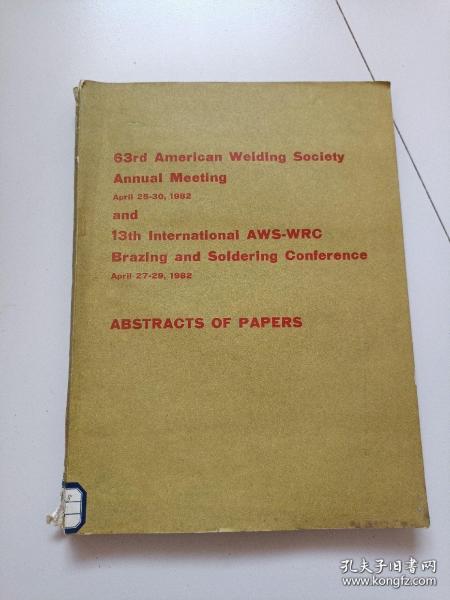 63rd American Welding Society
Annual Meeting
April 25-30, 1982
and
13th International AWS-WRC
Brazing and Soldering Conference
April 27-29, 1982
ABSTRACTS OF PAPERS
孔夫子旧书网
www.kongfz.com